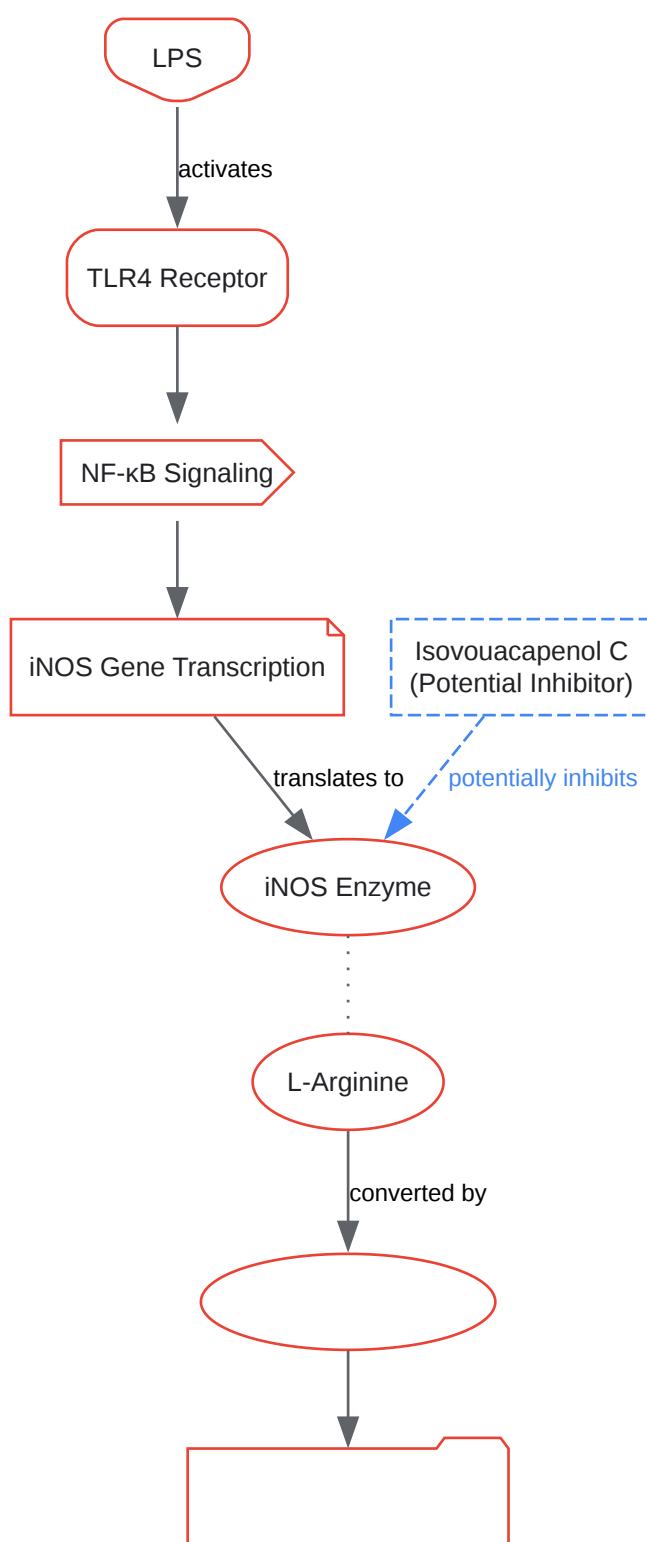 LPS
activates
TLR4 Receptor
NF-κB Signaling
iNOS Gene Transcription
Isovouacapenol C
(Potential Inhibitor)
translates to
potentially inhibits
iNOS Enzyme
L-Arginine
converted by